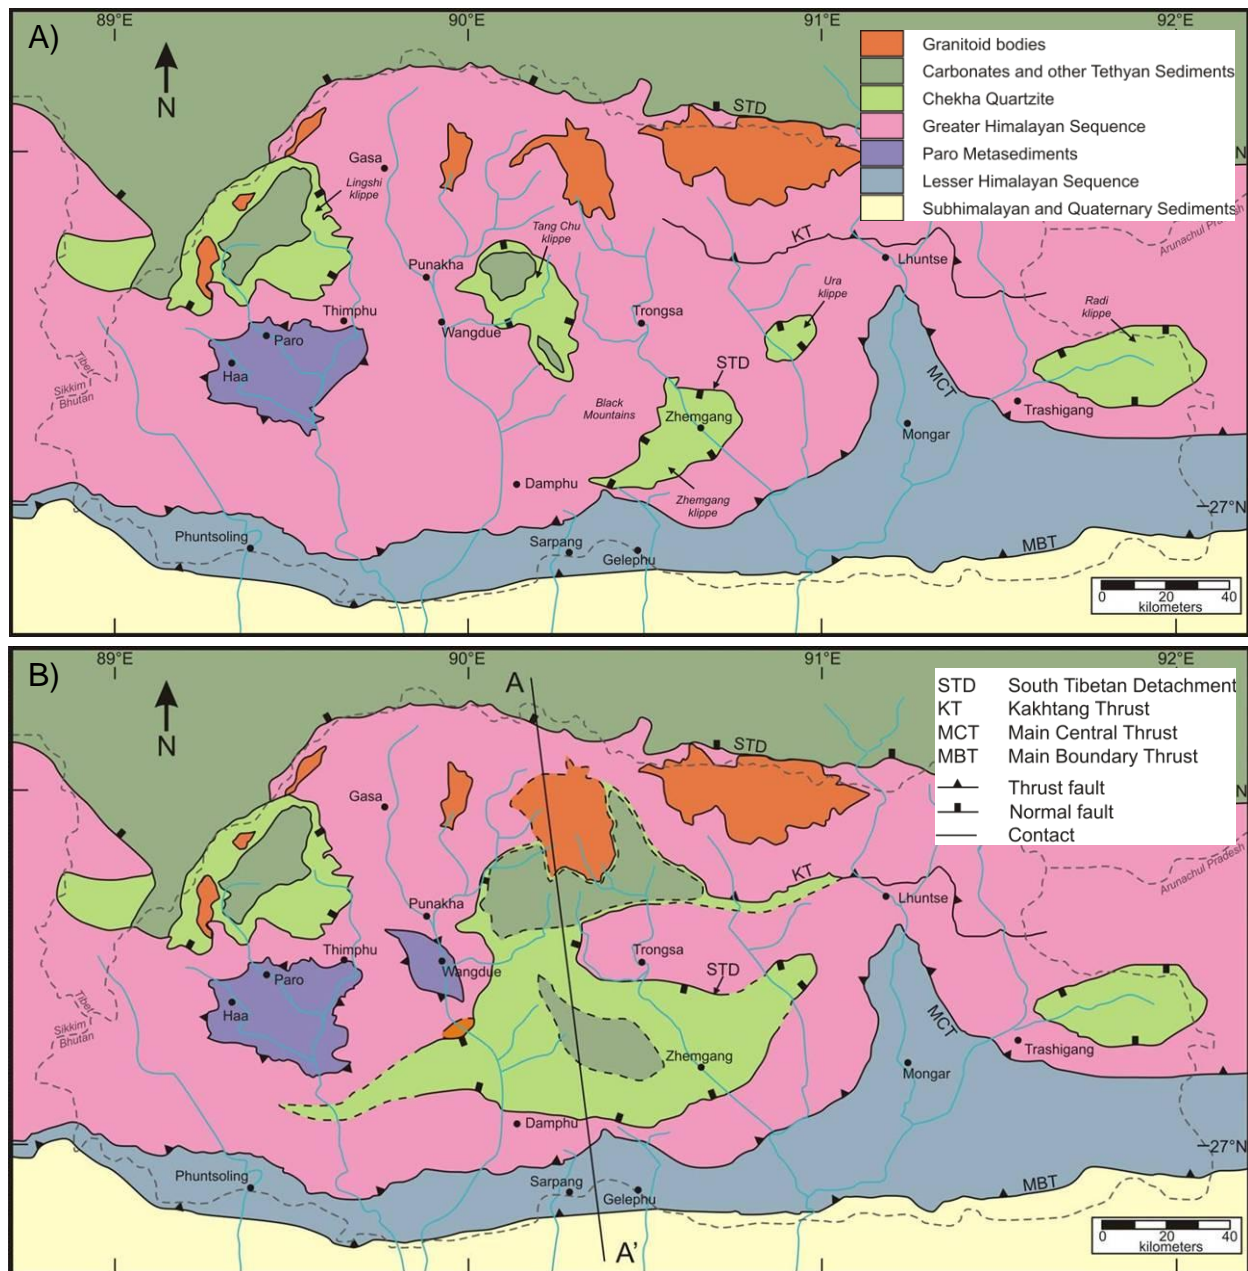 A)
89°E
90°E
91°E
92°E
N
Granitoid bodies
Carbonates and other Tethyan Sediments
Chekha Quartzite
Greater Himalayan Sequence
Paro Metasediments
Lesser Himalayan Sequence
Subhimalayan and Quaternary Sediments
STD
N
Gasa
Lingshi
klippe
Tang Chu
klippe
KT
Arunachul
Lhuntse
Punakha
Ura
klippe
Radi
klippe
Thimphu
Trongsa
Wangdue
Paro
STD
Tibet
Sikkim
Bhutan
Haa
MCT
Black
Mountains
Zhemgang
Trashigang
Mongar
Damphu
Zhemgang
klippe
27°N
Phuntsoling
Sarpang
Gelephu
MBT
0 20 40
kilometers
B)
89°E
90°E
91°E
92°E
A
N
STD South Tibetan Detachment
KT Kakhtang Thrust
MCT Main Central Thrust
MBT Main Boundary Thrust
Thrust fault
Normal fault
Contact
STD
N
Gasa
KT
Arunachul Pradesh
Lhuntse
Punakha
Thimphu
Trongsa
Wangdue
STD
Paro
Tibet
Sikkim
Bhutan
Haa
MCT
Zhemgang
Trashigang
Mongar
Damphu
27°N
Phuntsoling
Sarpang
Gelephu
MBT
A’
0 20 40
kilometers